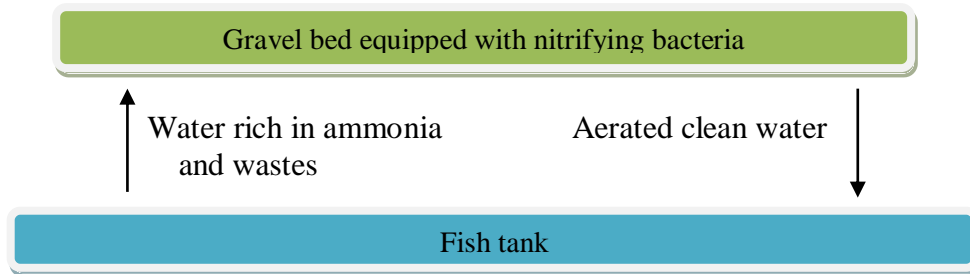 Gravel bed equipped with nitrifying bacteria
Water rich in ammonia
and wastes
Aerated clean water
Fish tank